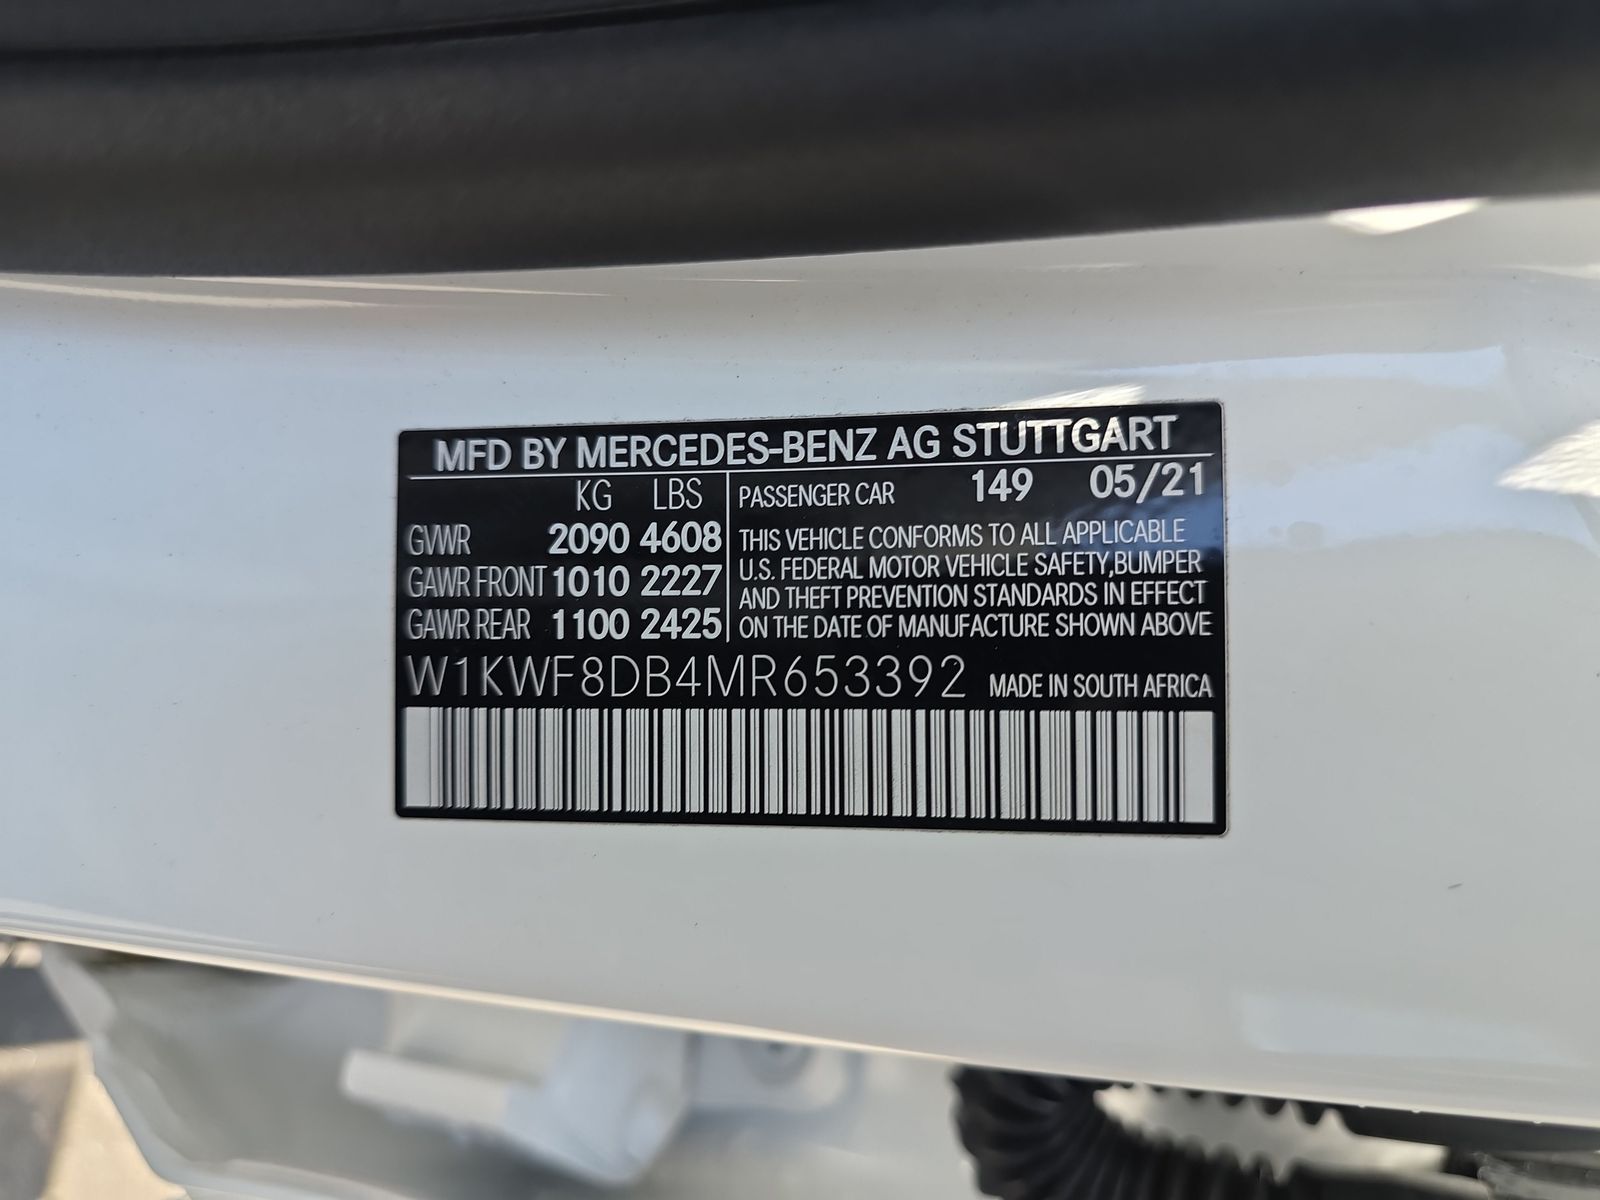 MFD BY MERCEDES-BENZ AG STUTTGART
KG LBS
GVWR 2090 4608
GAWR FRONT 1010 2227
GAWR REAR 1100 2425
PASSENGER CAR 149 05/21
THIS VEHICLE CONFORMS TO ALL APPLICABLE
U.S. FEDERAL MOTOR VEHICLE SAFETY,BUMPER
AND THEFT PREVENTION STANDARDS IN EFFECT
ON THE DATE OF MANUFACTURE SHOWN ABOVE
W1KWF8DB4MR653392 MADE IN SOUTH AFRICA